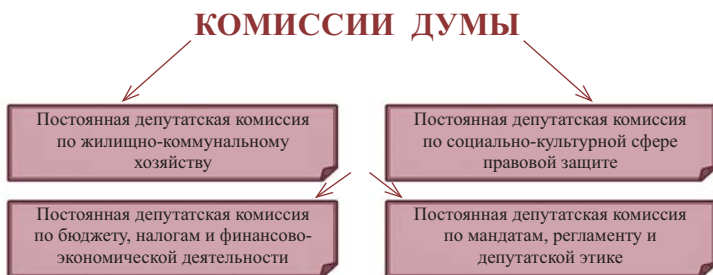 КОМИССИИ ДУМЫ
Постоянная депутатская комиссия
по жилищно-коммунальному
хозяйству
Постоянная депутатская комиссия
по социально-культурной сфере
правовой защите
Постоянная депутатская комиссия
по бюджету, налогам и финансово-
экономической деятельности
Постоянная депутатская комиссия
по мандатам, регламенту и
депутатской этике